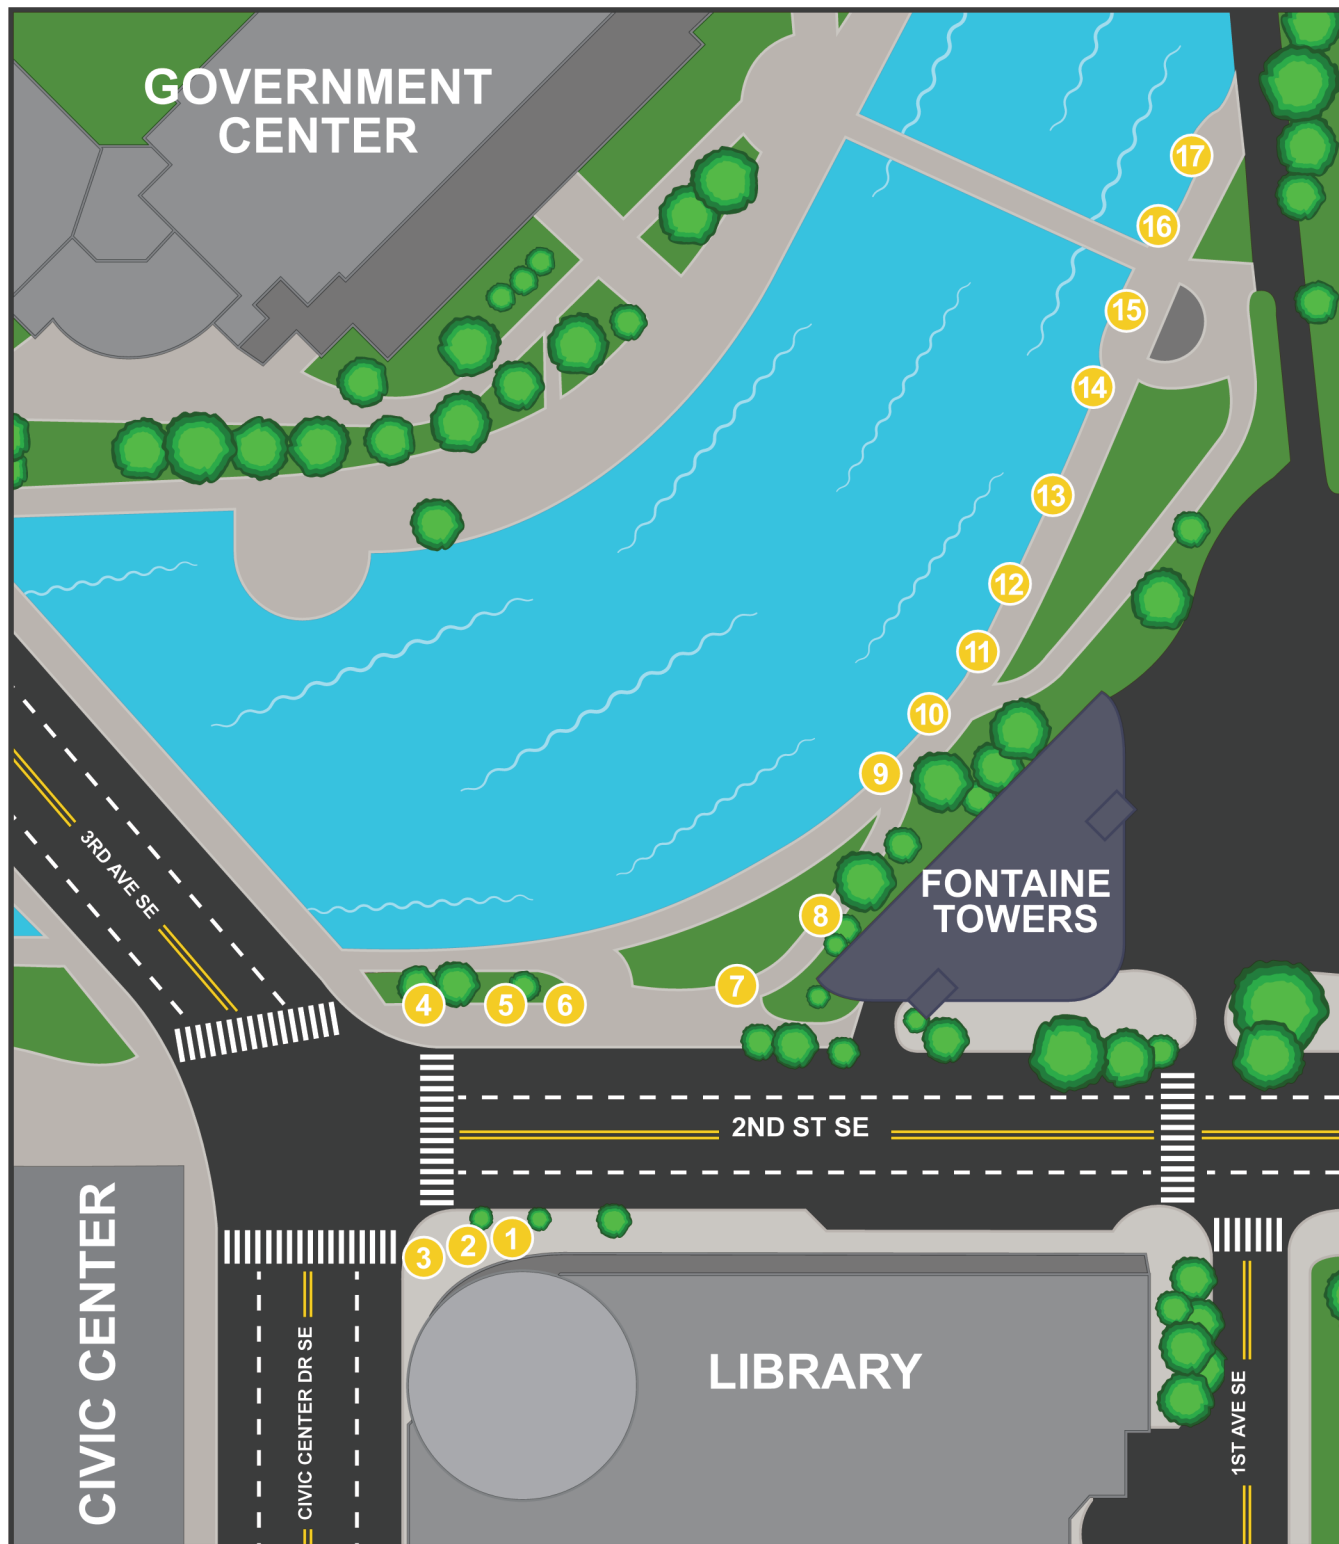 GOVERNMENT
CENTER
17
16
15
14
13
12
11
10
9
3RD AVE SE
FONTAINE
TOWERS
8
7
4
5
6
2ND ST SE
1
2
3
CIVIC CENTER
CIVIC CENTER DR SE
LIBRARY
1ST AVE SE